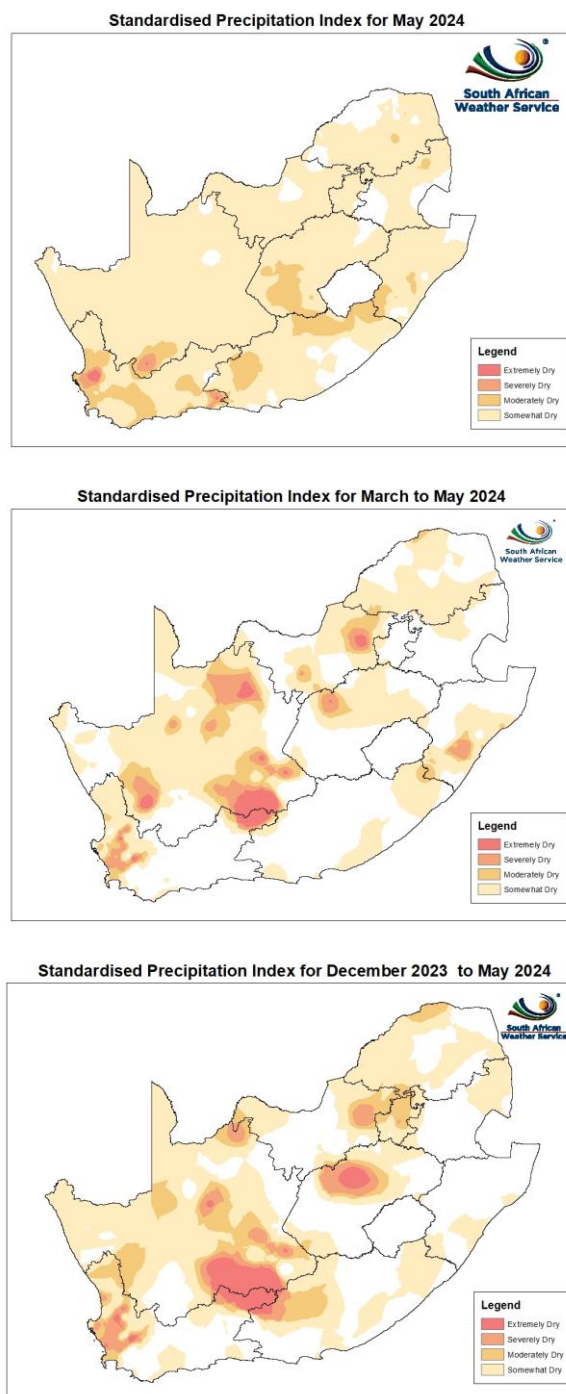 Standardised Precipitation Index for May 2024
South African
Weather Service
Legend
Extremely Dry
Severely Dry
Moderately Dry
Somewhat Dry
Standardised Precipitation Index for March to May 2024
South African
Weather Service
Legend
Extremely Dry
Severely Dry
Moderately Dry
Somewhat Dry
Standardised Precipitation Index for December 2023 to May 2024
South African
Weather Service
Legend
Extremely Dry
Severely Dry
Moderately Dry
Somewhat Dry